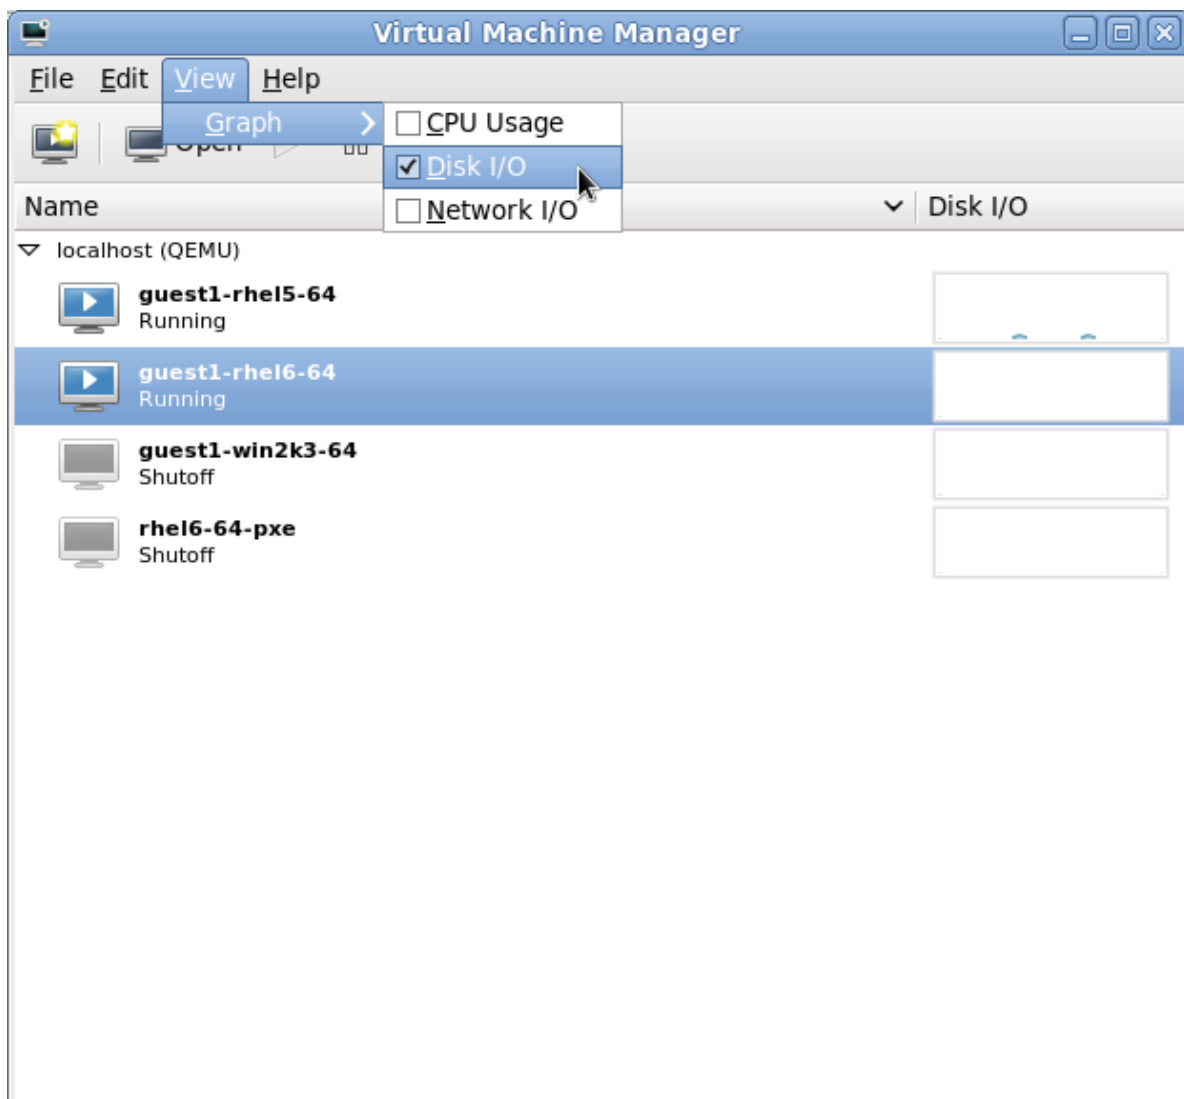 Virtual Machine Manager
File Edit View Help
Graph CPU Usage
Open
Disk I/O
Network I/O
Name Disk I/O
localhost (QEMU)
guest1-rhel5-64
Running
guest1-rhel6-64
Running
guest1-win2k3-64
Shutoff
rhel6-64-pxe
Shutoff